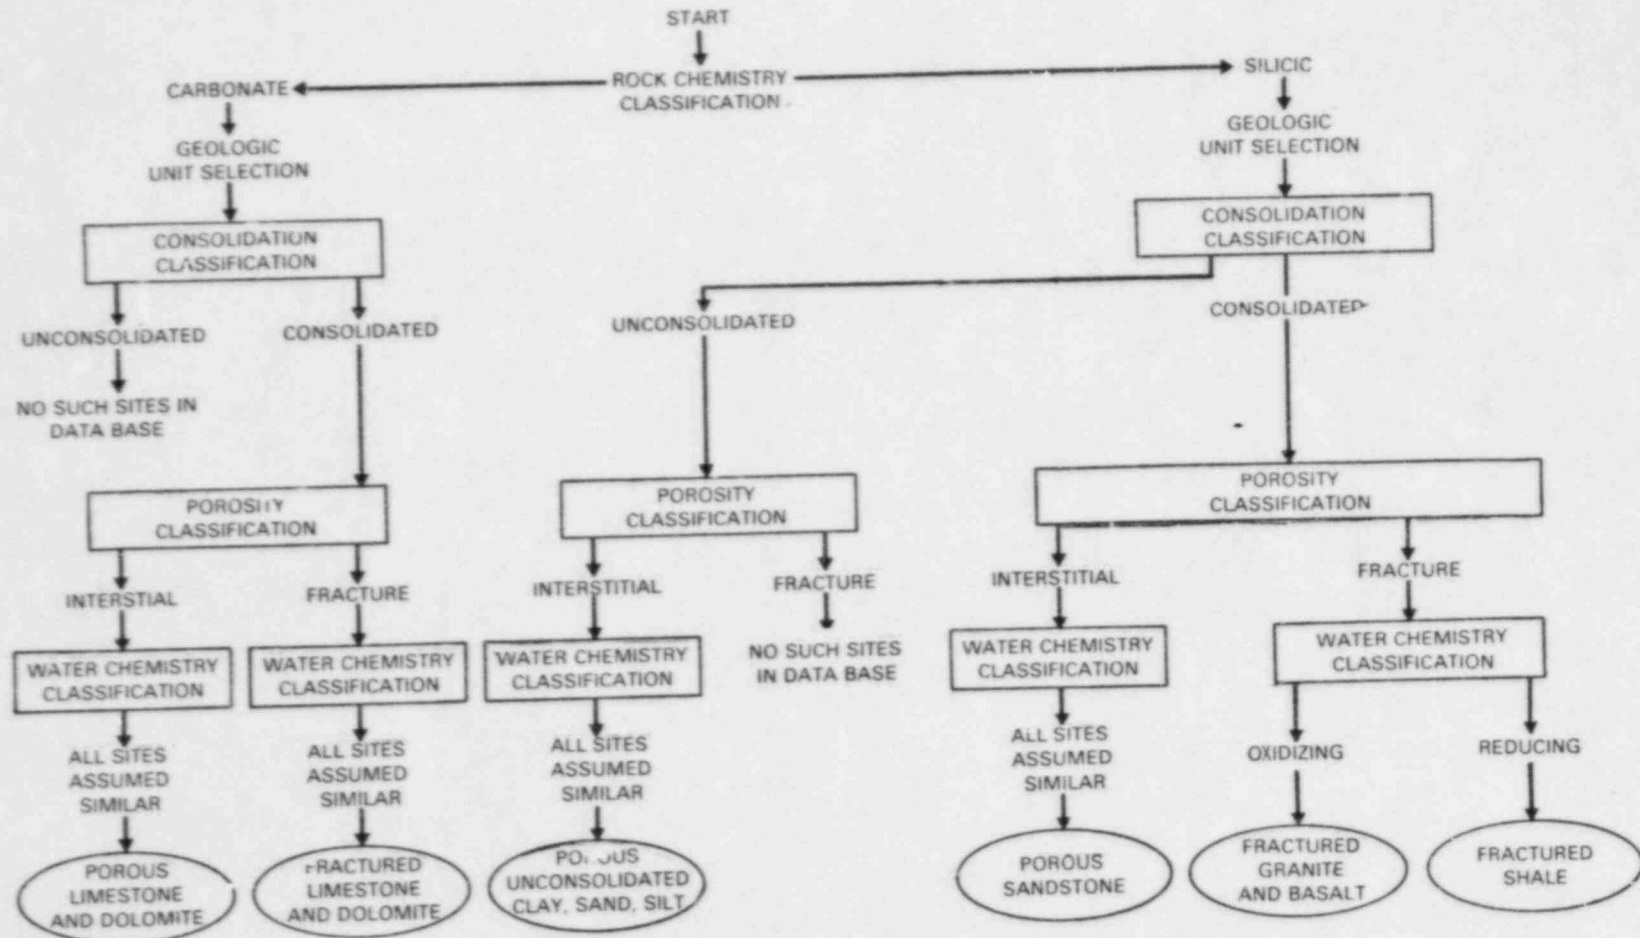 START
ROCK CHEMISTRY
CLASSIFICATION
CARBONATE
SILICIC
GEOLOGIC
UNIT SELECTION
GEOLOGIC
UNIT SELECTION
CONSOLIDATION
CLASSIFICATION
CONSOLIDATION
CLASSIFICATION
UNCONSOLIDATED
CONSOLIDATED
UNCONSOLIDATED
CONSOLIDATED
NO SUCH SITES IN
DATA BASE
POROSITY
CLASSIFICATION
POROSITY
CLASSIFICATION
POROSITY
CLASSIFICATION
INTERSTIAL
FRACTURE
INTERSTITIAL
FRACTURE
INTERSTITIAL
FRACTURE
WATER CHEMISTRY
CLASSIFICATION
WATER CHEMISTRY
CLASSIFICATION
WATER CHEMISTRY
CLASSIFICATION
NO SUCH SITES
IN DATA BASE
WATER CHEMISTRY
CLASSIFICATION
WATER CHEMISTRY
CLASSIFICATION
ALL SITES
ASSUMED
SIMILAR
ALL SITES
ASSUMED
SIMILAR
ALL SITES
ASSUMED
SIMILAR
ALL SITES
ASSUMED
SIMILAR
OXIDIZING
REDUCING
POROUS
LIMESTONE
AND DOLOMITE
FRACTURED
LIMESTONE
AND DOLOMITE
POROUS
UNCONSOLIDATED
CLAY, SAND, SILT
POROUS
SANDSTONE
FRACTURED
GRANITE
AND BASALT
FRACTURED
SHALE